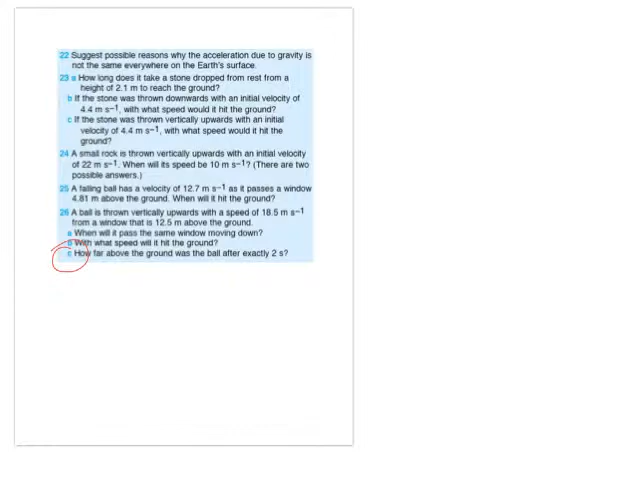 22 Suggest possible reasons why the acceleration due to gravity is
not the same everywhere on the Earth's surface.
23 a How long does it take a stone dropped from rest from a
height of 2.1 m to reach the ground?
b If the stone was thrown downwards with an initial velocity of
4.4 m s⁻¹, with what speed would it hit the ground?
c If the stone was thrown vertically upwards with an initial
velocity of 4.4 m s⁻¹, with what speed would it hit the
ground?
24 A small rock is thrown vertically upwards with an initial velocity
of 22 m s⁻¹. When will its speed be 10 m s⁻¹? (There are two
possible answers.)
25 A falling ball has a velocity of 12.7 m s⁻¹ as it passes a window
4.81 m above the ground. When will it hit the ground?
26 A ball is thrown vertically upwards with a speed of 18.5 m s⁻¹
from a window that is 12.5 m above the ground.
a When will it pass the same window moving down?
b With what speed will it hit the ground?
c How far above the ground was the ball after exactly 2 s?